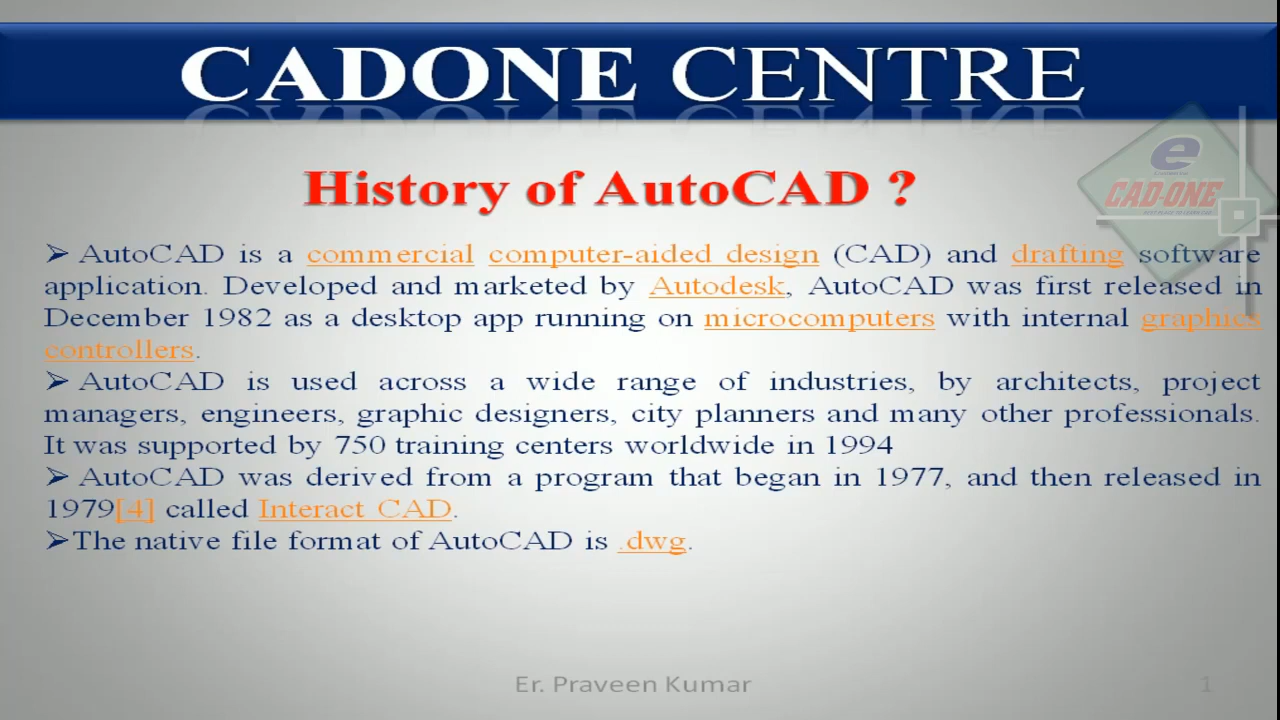 CADONE CENTRE
e
CAD-ONE
History of AutoCAD ?
➢ AutoCAD is a commercial computer-aided design (CAD) and drafting software
application. Developed and marketed by Autodesk, AutoCAD was first released in
December 1982 as a desktop app running on microcomputers with internal graphics
controllers.
➢ AutoCAD is used across a wide range of industries, by architects, project
managers, engineers, graphic designers, city planners and many other professionals.
It was supported by 750 training centers worldwide in 1994
➢ AutoCAD was derived from a program that began in 1977, and then released in
1979[4] called Interact CAD.
➢The native file format of AutoCAD is .dwg.
Er. Praveen Kumar
1